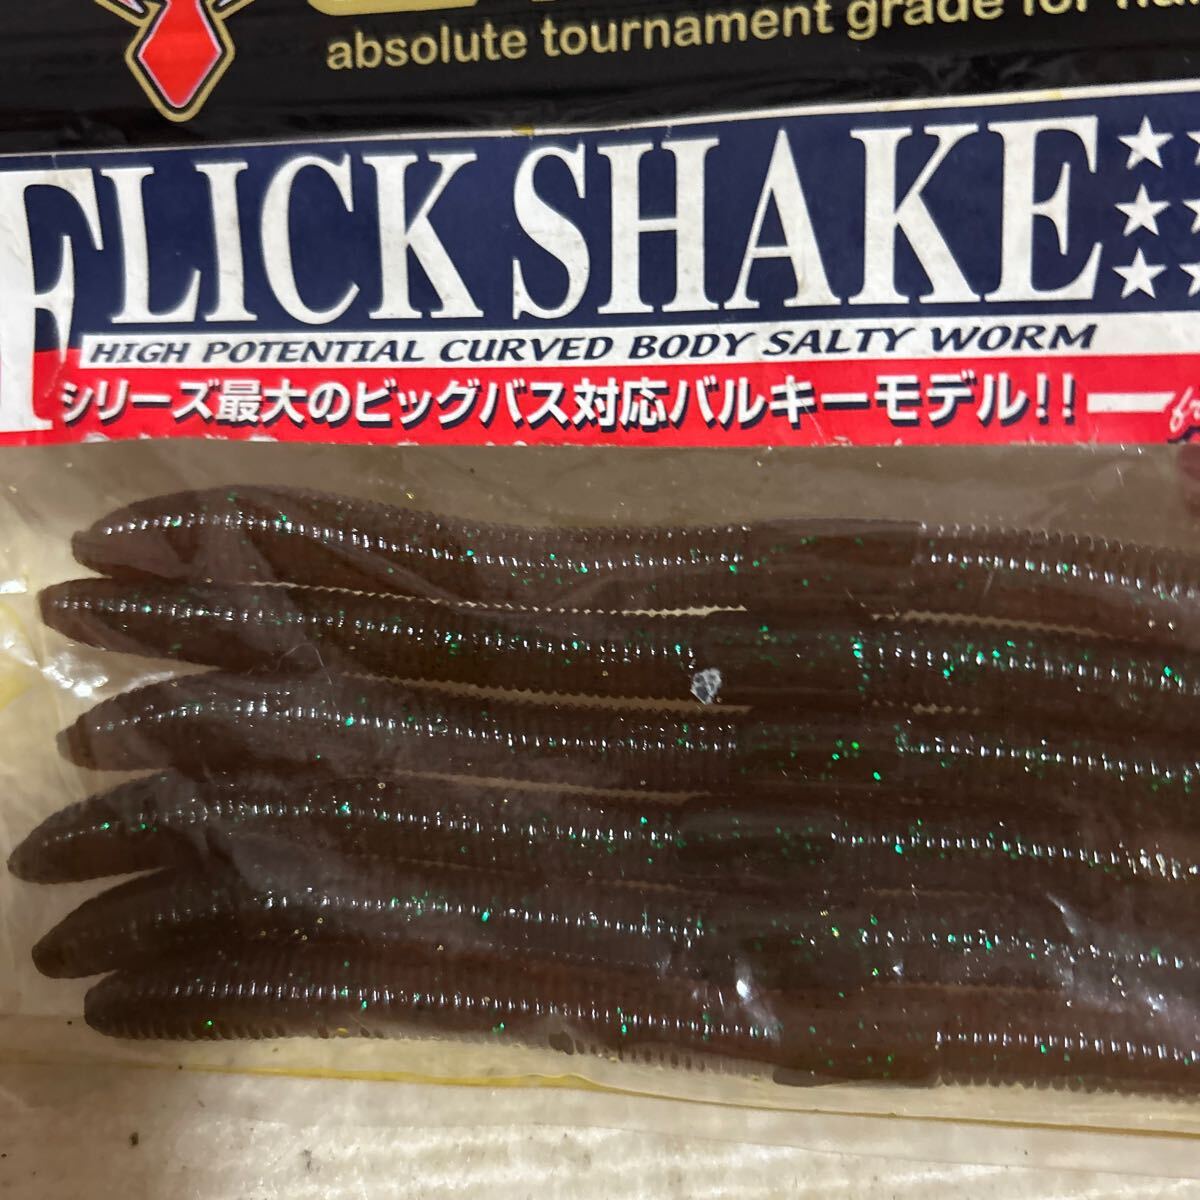 absolute tournament grade for
FLICK SHAKE
HIGH POTENTIAL CURVED BODY SALTY WORM
シリーズ最大のビッグバス対応バルキーモデル!!